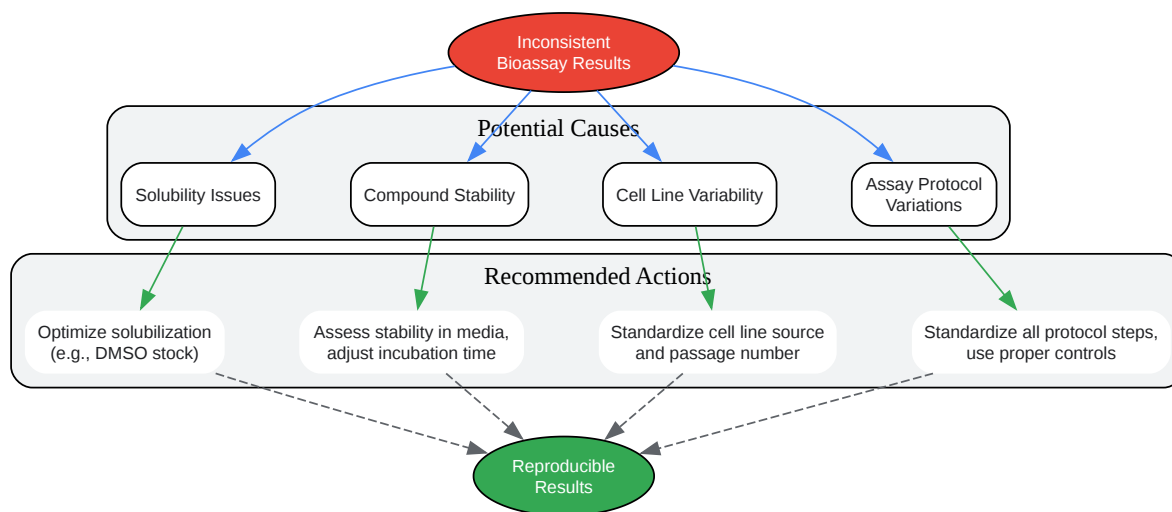 Inconsistent
Bioassay Results
Potential Causes
Solubility Issues
Compound Stability
Cell Line Variability
Assay Protocol
Variations
Recommended Actions
Optimize solubilization
(e.g., DMSO stock)
Assess stability in media,
adjust incubation time
Standardize cell line source
and passage number
Standardize all protocol steps,
use proper controls
Reproducible
Results